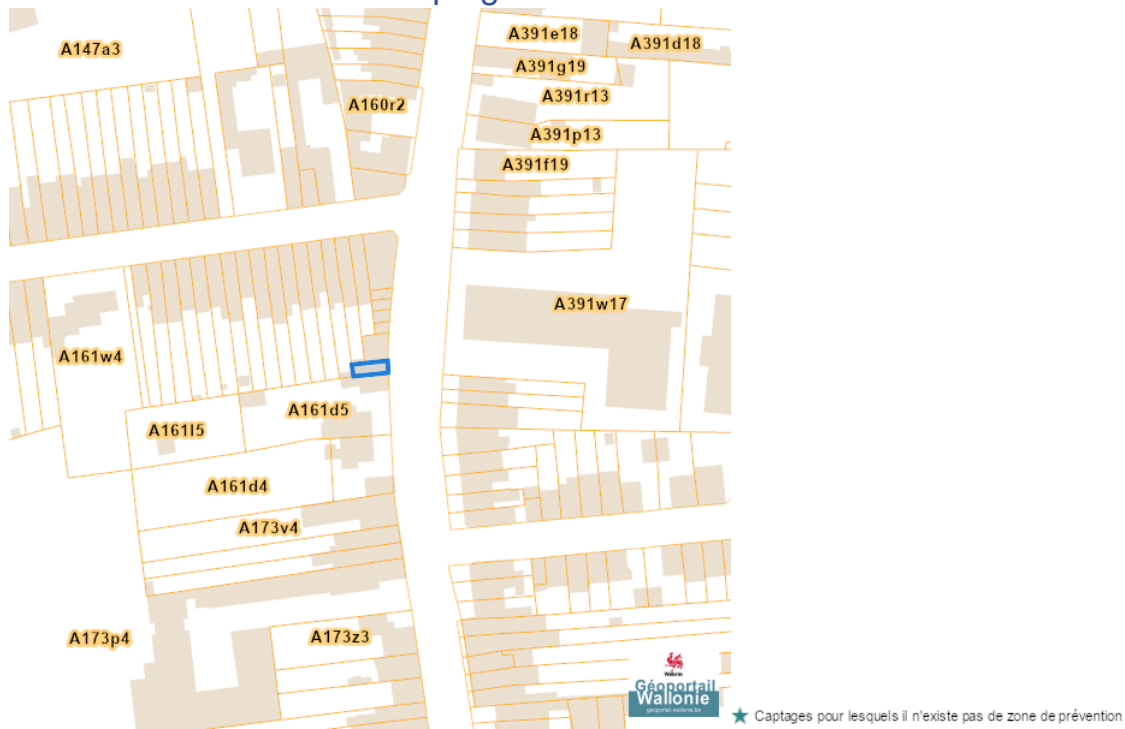 A147a3
A391e18
A391d18
A391g19
A391r13
A160r2
A391p13
A391f19
A391w17
A161w4
A161d5
A161l5
A161d4
A173v4
A173p4
A173z3
Wallonie
Géoportail
Wallonie
geoportail.wallonie.be
Captages pour lesquels il n'existe pas de zone de prévention